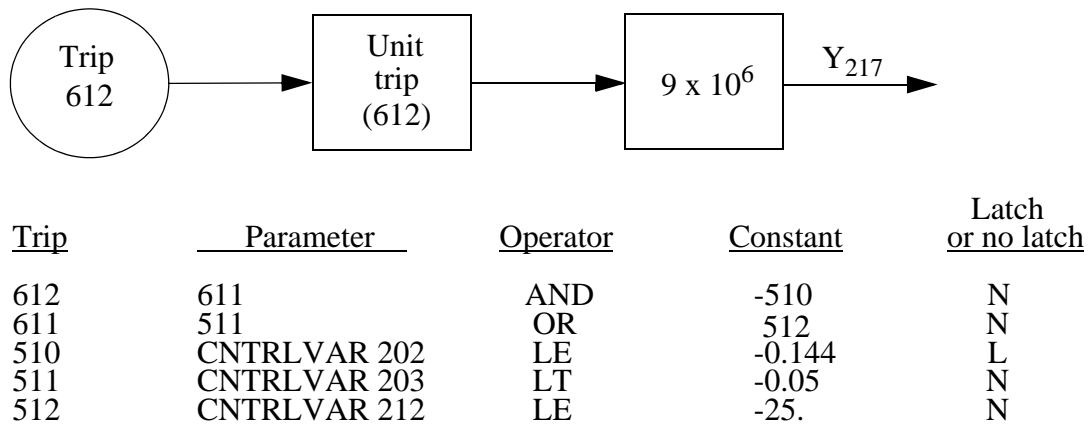 Trip
612
Unit
trip
(612)
9 x 10⁶
Y₂₁₇
Trip Parameter Operator Constant Latch or no latch
612 611 AND -510 N
611 511 OR 512 N
510 CNTRLVAR 202 LE -0.144 L
511 CNTRLVAR 203 LT -0.05 N
512 CNTRLVAR 212 LE -25. N